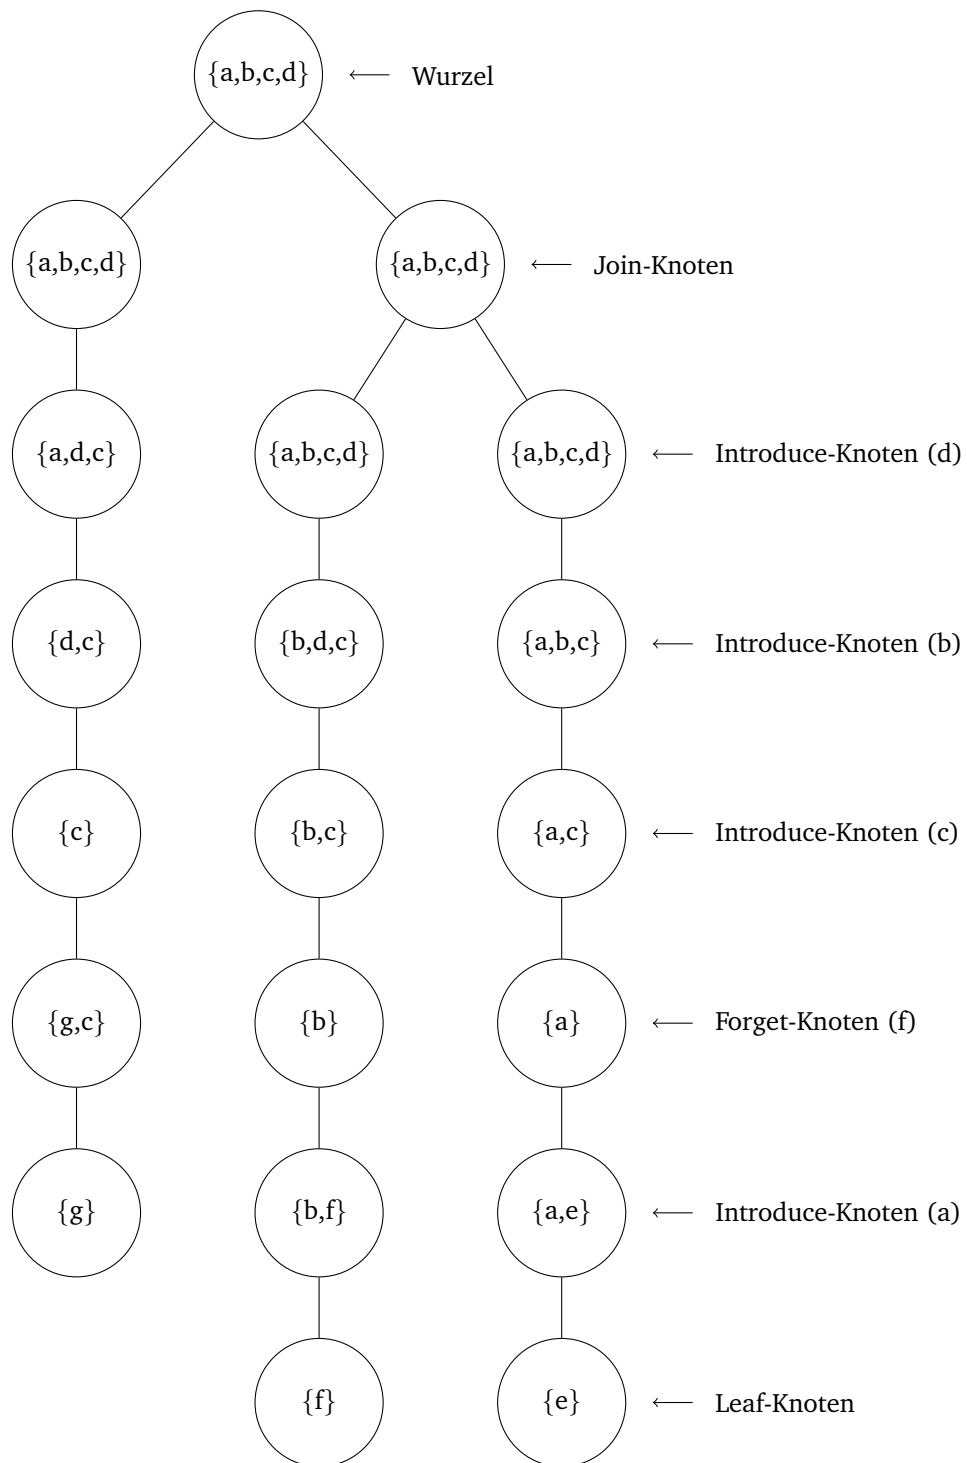 {a,b,c,d} ← Wurzel
{a,b,c,d} {a,b,c,d} ← Join-Knoten
{a,d,c} {a,b,c,d} {a,b,c,d} ← Introduce-Knoten (d)
{d,c} {b,d,c} {a,b,c} ← Introduce-Knoten (b)
{c} {b,c} {a,c} ← Introduce-Knoten (c)
{g,c} {b} {a} ← Forget-Knoten (f)
{g} {b,f} {a,e} ← Introduce-Knoten (a)
{f} {e} ← Leaf-Knoten